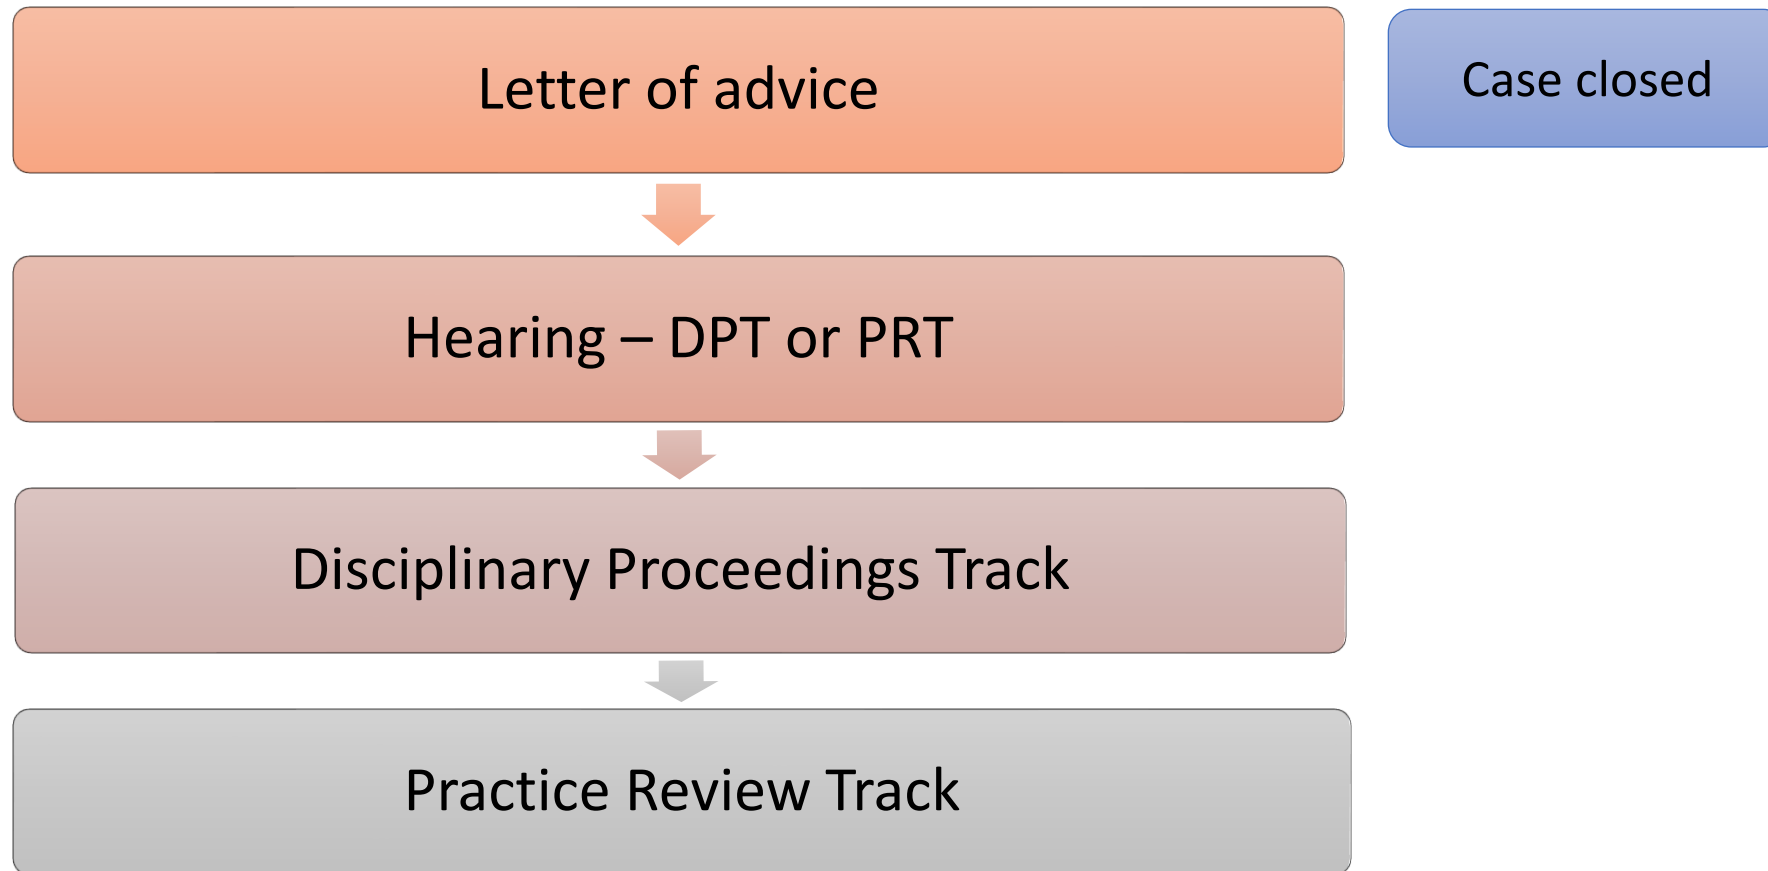 Letter of advice
Case closed
Hearing – DPT or PRT
Disciplinary Proceedings Track
Practice Review Track